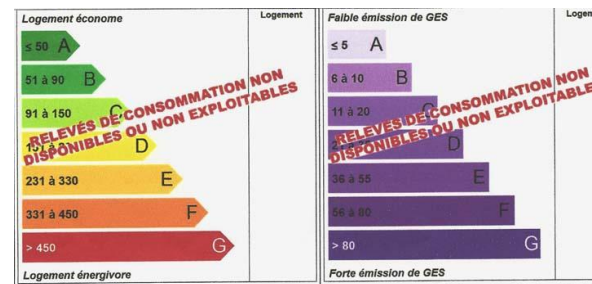 Logement économe
Logement
≤ 50 A
51 à 90 B
91 à 150 C
D
231 à 330 E
331 à 450 F
> 450 G
Logement énergivore
RELEVÉS DE CONSOMMATION NON
DISPONIBLES OU NON EXPLOITABLES
Faible émission de GES
≤ 5 A
6 à 10 B
11 à 20 C
D
36 à 55 E
56 à 80 F
> 80 G
Forte émission de GES
RELEVÉS DE CONSOMMATION NON
DISPONIBLES OU NON EXPLOITABLES